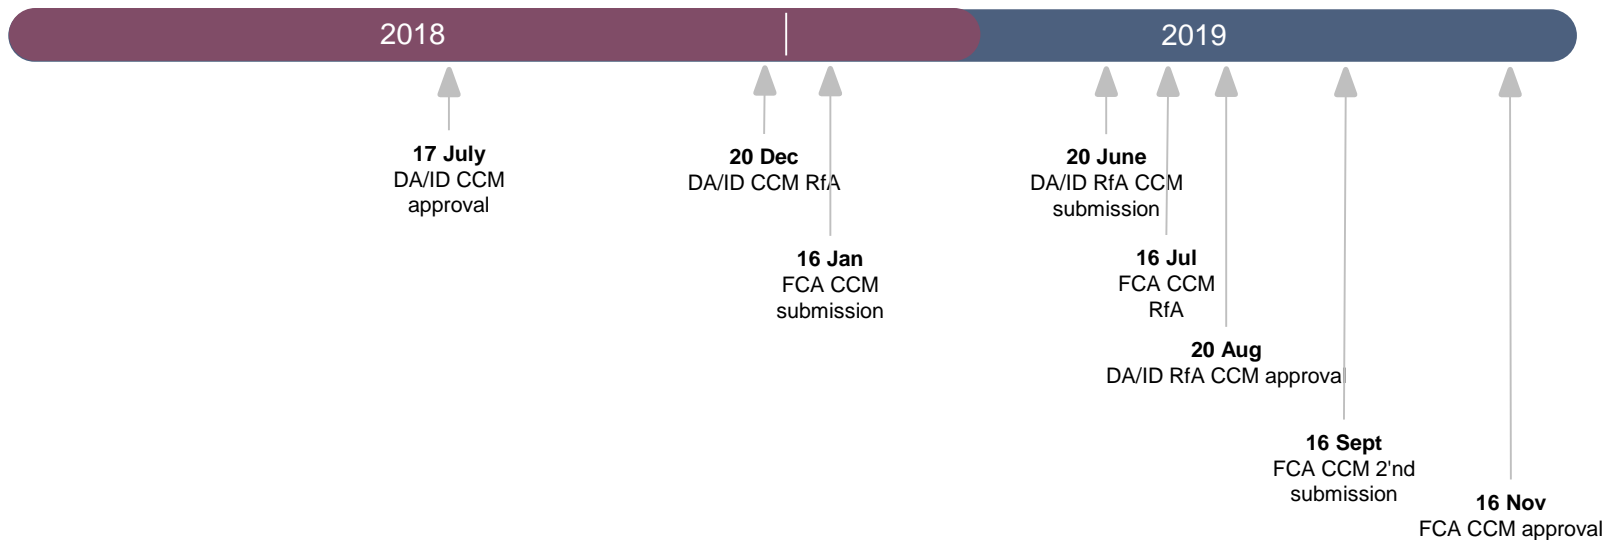 2018
2019
17 July
DA/ID CCM
approval
20 Dec
DA/ID CCM RfA
16 Jan
FCA CCM
submission
20 June
DA/ID RfA CCM
submission
16 Jul
FCA CCM
RfA
20 Aug
DA/ID RfA CCM approval
16 Sept
FCA CCM 2'nd
submission
16 Nov
FCA CCM approval